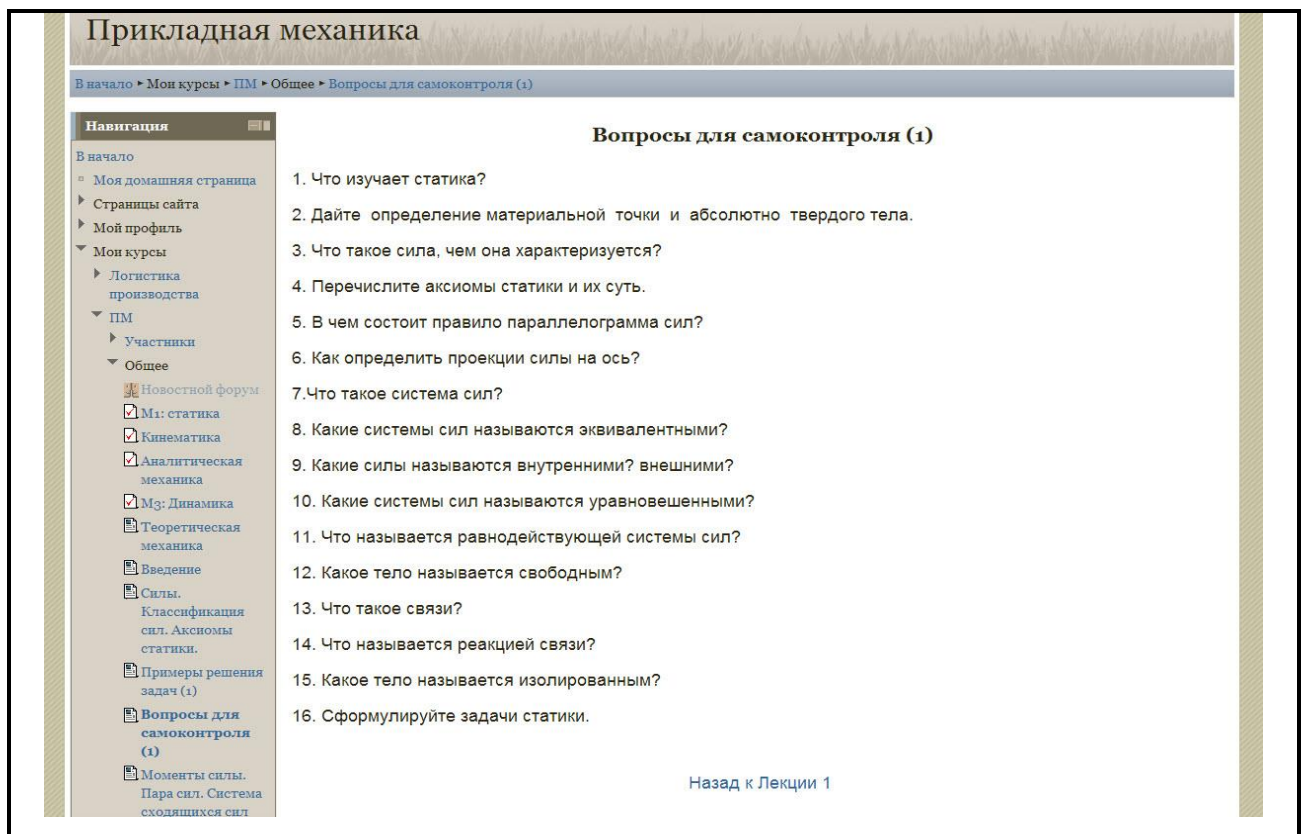 Прикладная механика
В начало ► Мои курсы ► ПМ ► Общее ► Вопросы для самоконтроля (1)
Навигация
В начало
Моя домашняя страница
Страницы сайта
Мой профиль
Мои курсы
Логистика
производства
ПМ
Участники
Общее
Новостной форум
М1: статика
Кинематика
Аналитическая
механика
М3: Динамика
Теоретическая
механика
Введение
Силы.
Классификация
сил. Аксиомы
статики.
Примеры решения
задач (1)
Вопросы для
самоконтроля
(1)
Моменты силы.
Пара сил. Система
сходящихся сил
Вопросы для самоконтроля (1)
1. Что изучает статика?
2. Дайте определение материальной точки и абсолютно твердого тела.
3. Что такое сила, чем она характеризуется?
4. Перечислите аксиомы статики и их суть.
5. В чем состоит правило параллелограмма сил?
6. Как определить проекции силы на ось?
7.Что такое система сил?
8. Какие системы сил называются эквивалентными?
9. Какие силы называются внутренними? внешними?
10. Какие системы сил называются уравновешенными?
11. Что называется равнодействующей системы сил?
12. Какое тело называется свободным?
13. Что такое связи?
14. Что называется реакцией связи?
15. Какое тело называется изолированным?
16. Сформулируйте задачи статики.
Назад к Лекции 1